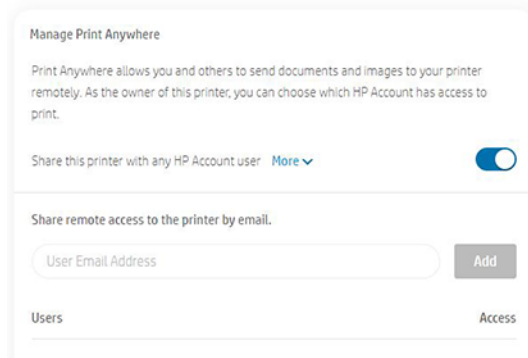 Manage Print Anywhere
Print Anywhere allows you and others to send documents and images to your printer
remotely. As the owner of this printer, you can choose which HP Account has access to
print.
Share this printer with any HP Account user More
Share remote access to the printer by email.
User Email Address Add
Users Access